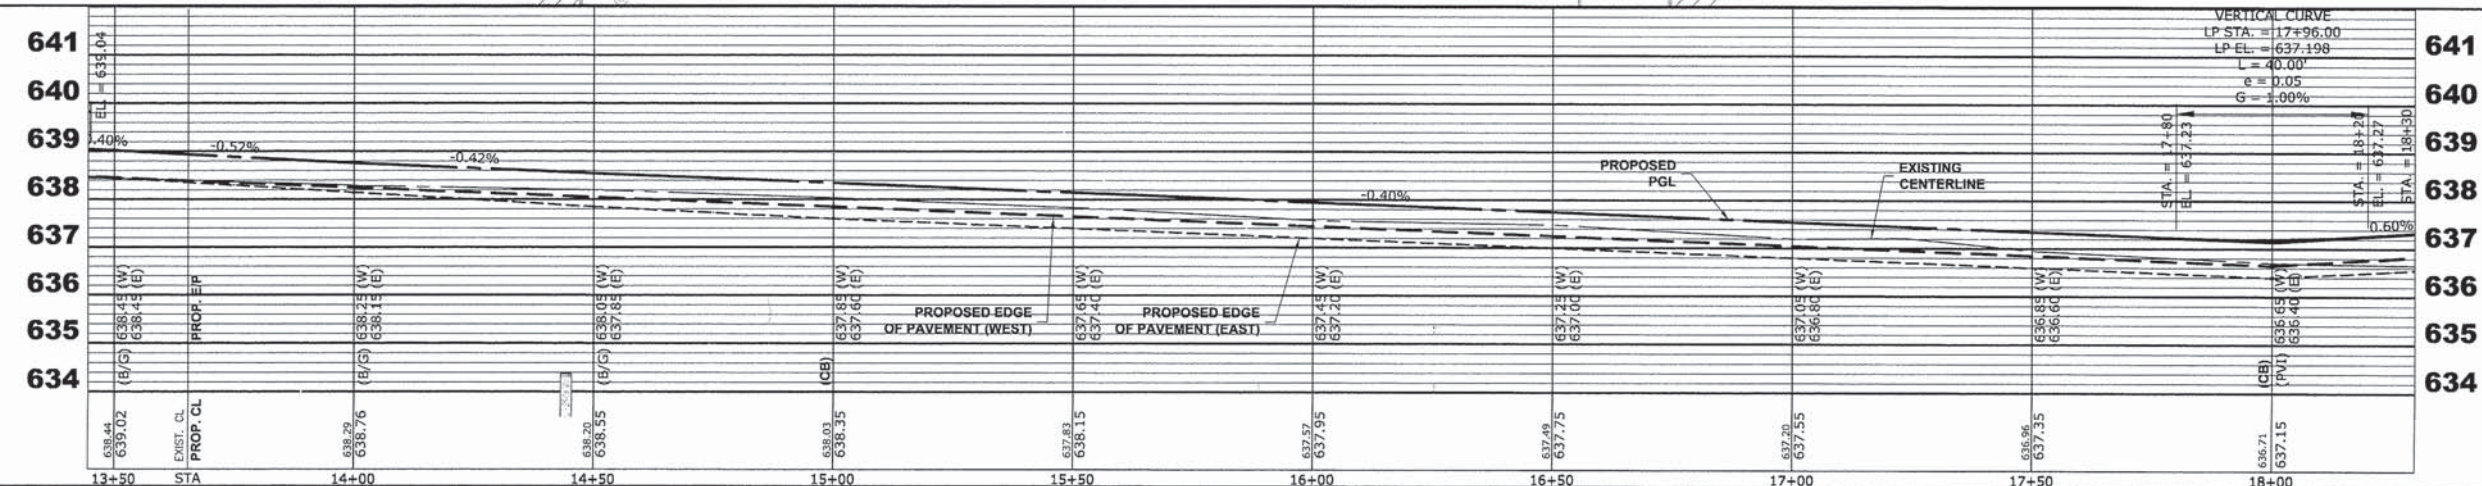 VERTICAL CURVE
LP STA. = 17+96.00
LP EL. = 637.198
L = 40.00'
e = 0.05
G = 1.00%
641
641
EL. = 639.04
640
640
639
639
-0.52%
-0.42%
STA. = 17+80
EL. = 637.23
STA. = 18+20
EL. = 637.27
STA. = 18+30
638
638
PROPOSED
PGL
EXISTING
CENTERLINE
-0.40%
0.60%
637
637
636
636
638.45 (W)
638.45 (E)
PROP. E/P
638.25 (W)
638.15 (E)
638.05 (W)
637.85 (E)
637.85 (W)
637.60 (E)
637.65 (W)
637.40 (E)
637.45 (W)
637.20 (E)
637.25 (W)
637.00 (E)
637.05 (W)
636.80 (E)
636.85 (W)
636.60 (E)
636.65 (W)
636.40 (E)
PROPOSED EDGE
OF PAVEMENT (WEST)
PROPOSED EDGE
OF PAVEMENT (EAST)
635
635
634
634
(B/G)
(B/G)
(B/G)
(CB)
(CB)
(PVI)
638.44
639.02
EXIST. CL
PROP. CL
638.29
638.76
638.20
638.55
638.03
638.35
637.83
638.15
637.57
637.95
637.49
637.75
637.20
637.55
636.96
637.35
636.71
637.15
13+50
STA
14+00
14+50
15+00
15+50
16+00
16+50
17+00
17+50
18+00